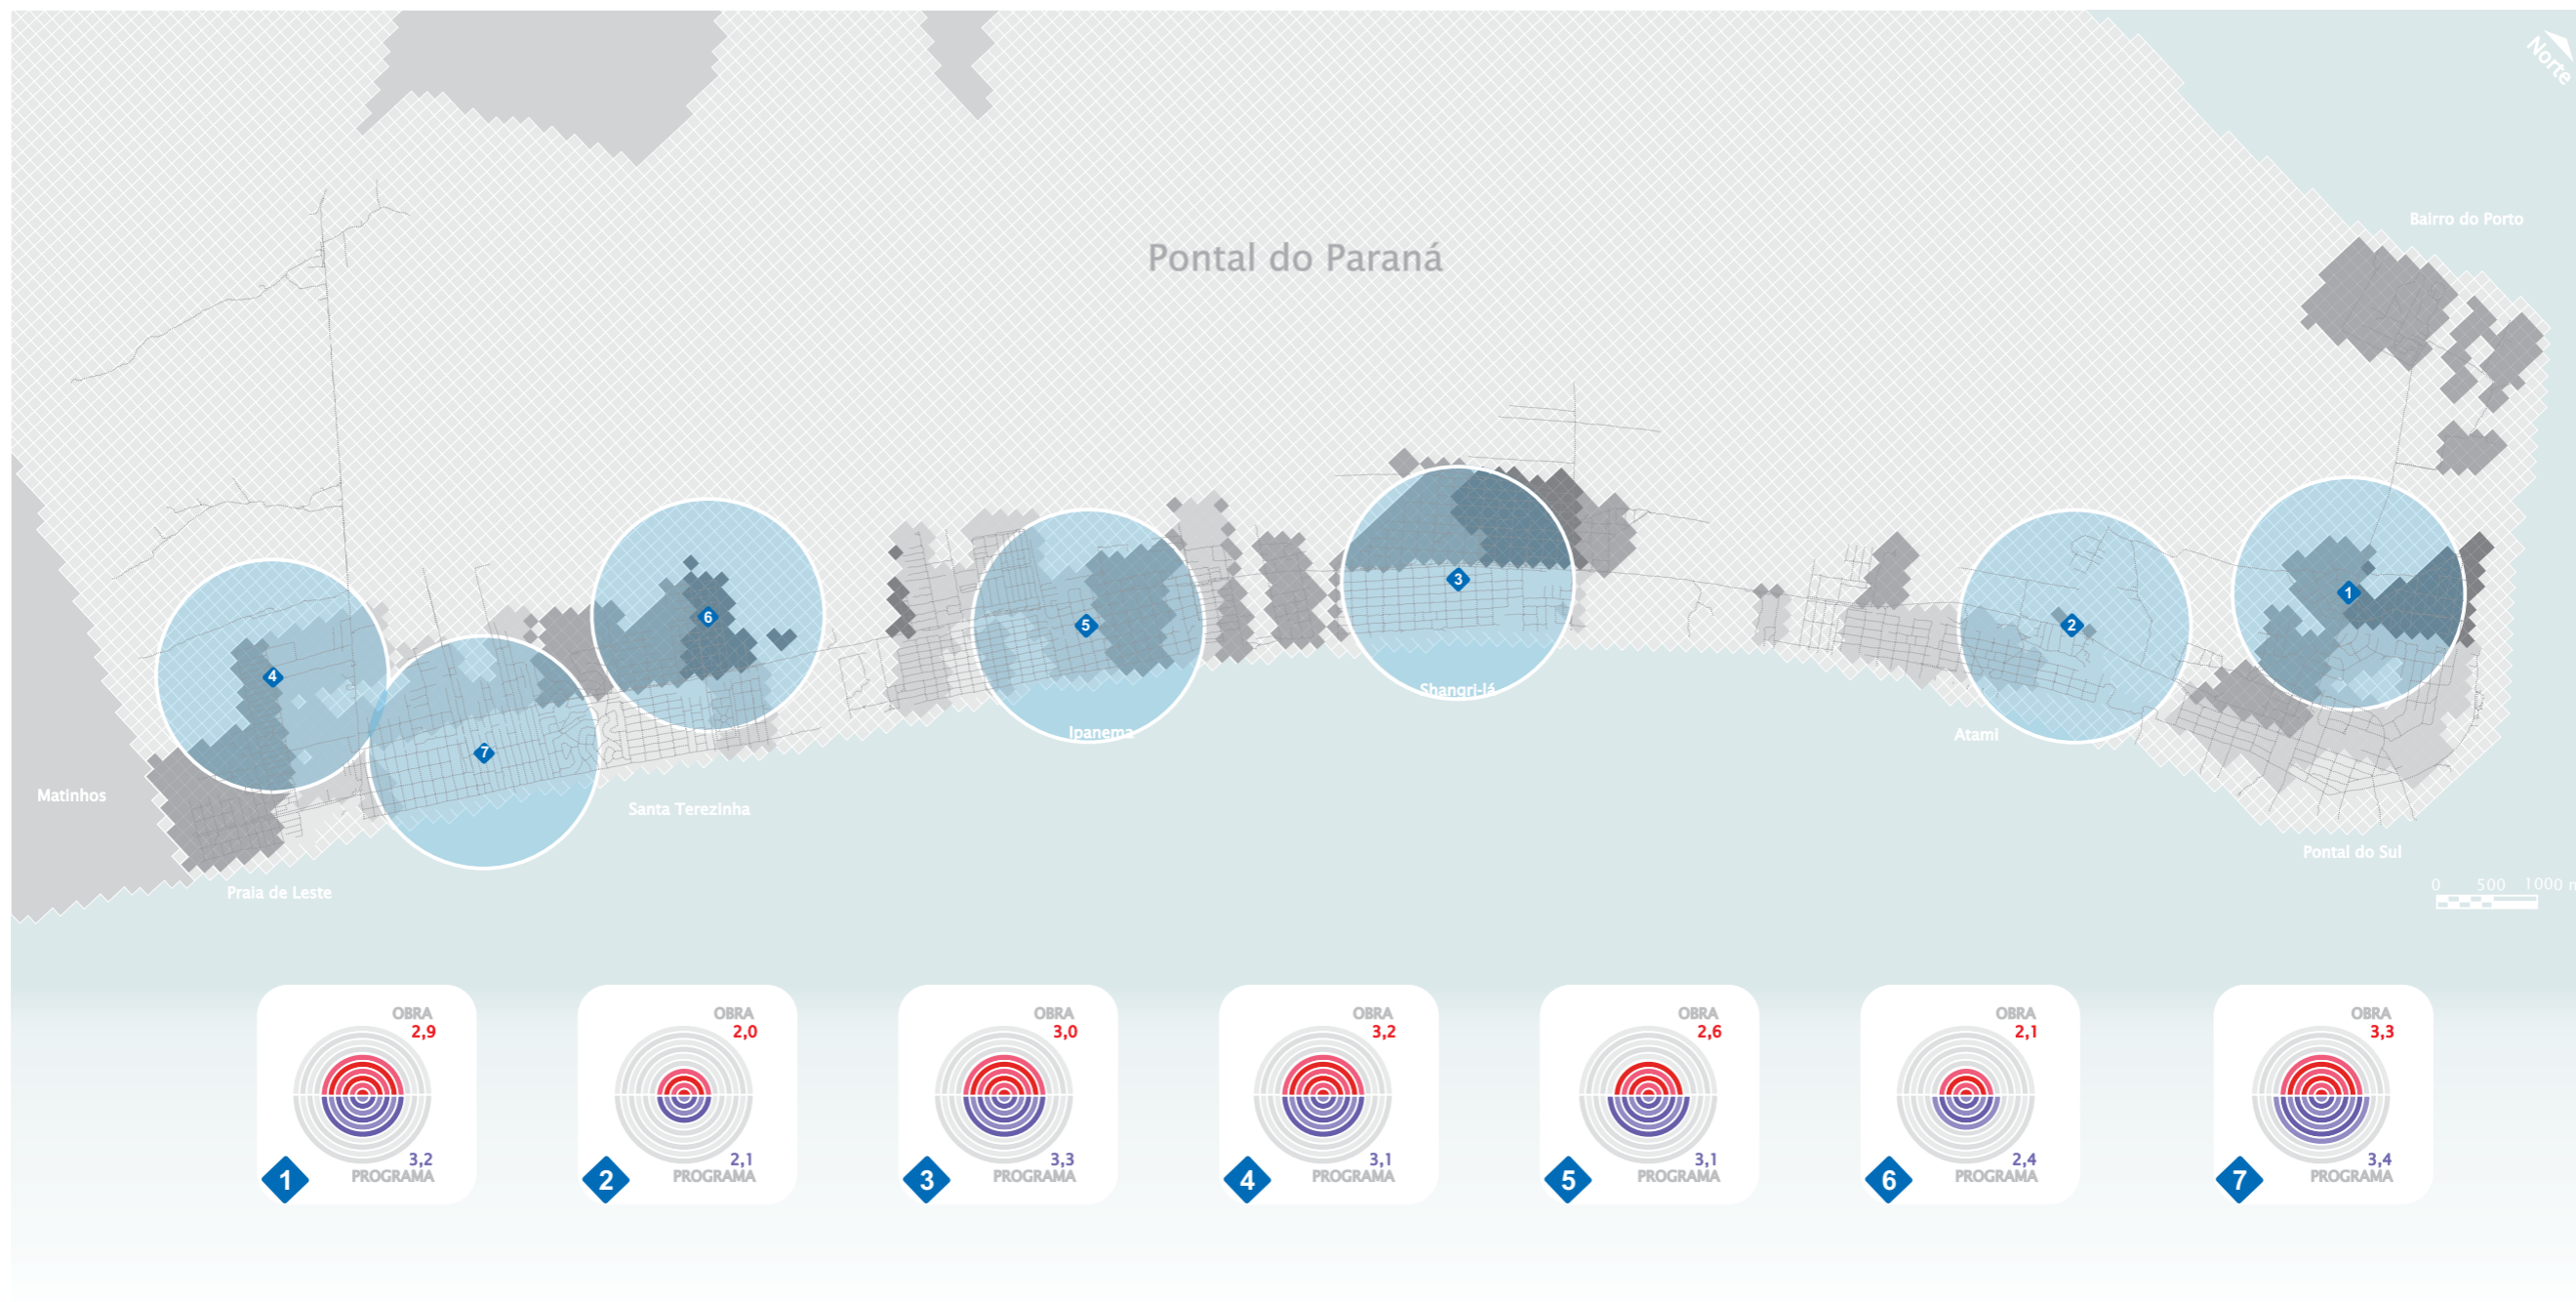 Norte
Bairro do Porto
Pontal do Paraná
6
3
1
5
2
4
7
Shangri-lá
Ipanema
Atami
Matinhos
Santa Terezinha
Pontal do Sul
Praia de Leste
0 500 1000 m
OBRA
2,9
3,2
PROGRAMA
1
OBRA
2,0
2,1
PROGRAMA
2
OBRA
3,0
3,3
PROGRAMA
3
OBRA
3,2
3,1
PROGRAMA
4
OBRA
2,6
3,1
PROGRAMA
5
OBRA
2,1
2,4
PROGRAMA
6
OBRA
3,3
3,4
PROGRAMA
7